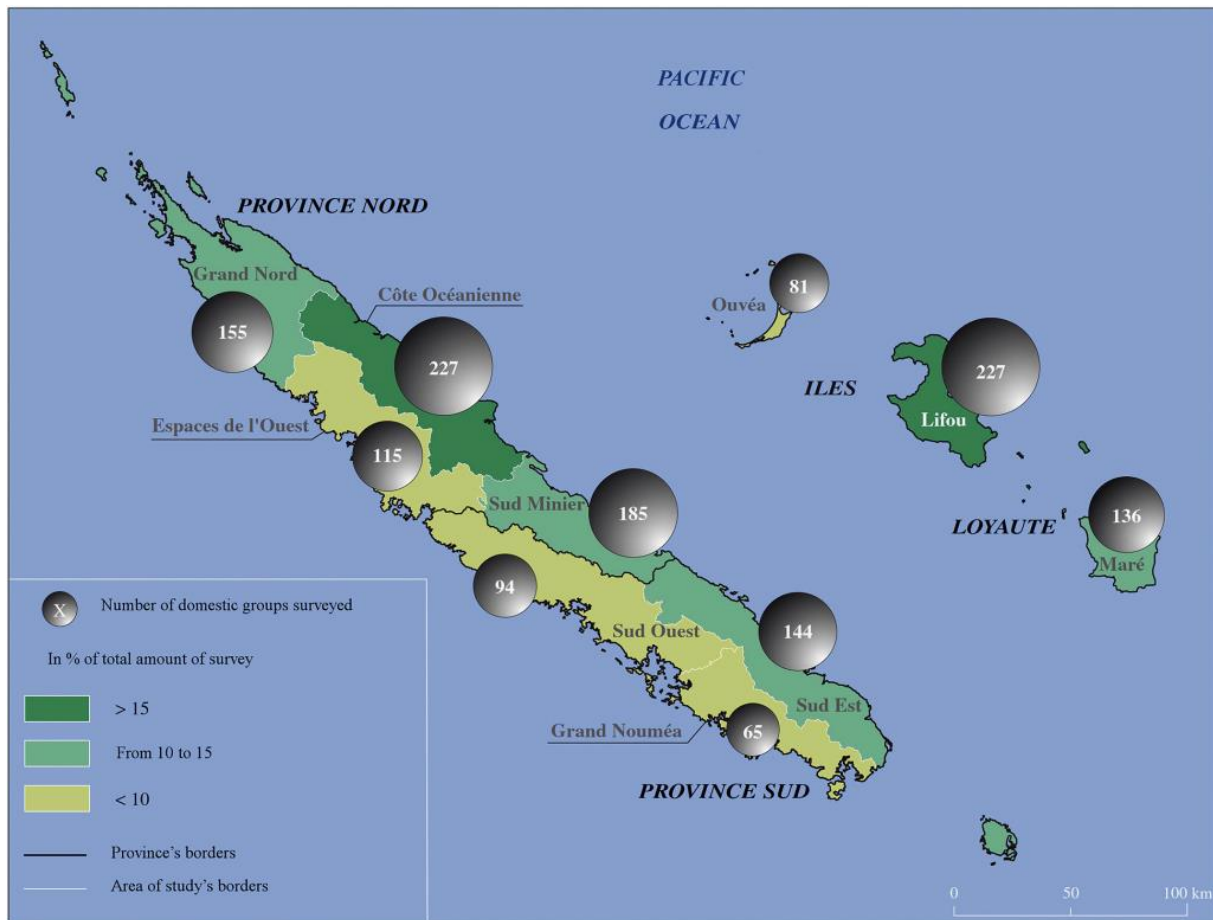 PACIFIC
OCEAN
PROVINCE NORD
Grand Nord
Côte Océanienne
155
227
Espaces de l'Ouest
115
Ouvéa
81
ILES
227
Lifou
LOYAUTE
136
Maré
Sud Minier
185
94
Sud Ouest
144
Sud Est
Grand Nouméa
65
PROVINCE SUD
X Number of domestic groups surveyed
In % of total amount of survey
> 15
From 10 to 15
< 10
Province’s borders
Area of study’s borders
0 50 100 km